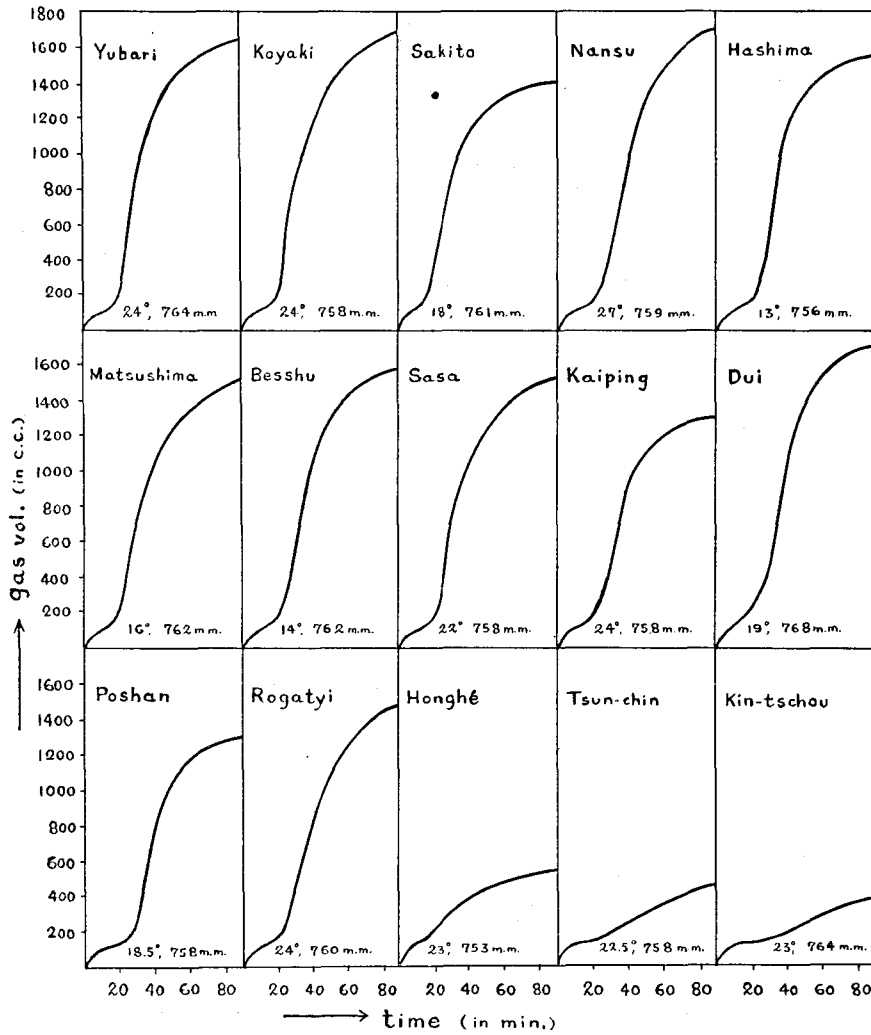 1800
1600
1400
1200
1000
800
600
400
200
Yubari
24°, 764 m.m
Koyaki
24° 758 m.m.
Sakito
18° 761 m.m.
Nansu
27° 759 mm.
Hashima
13° 756 m.m.
1600
1400
1200
1000
800
600
400
200
Matsushima
16°, 762 m.m.
Besshu
14° 762 m.m.
Sasa
22° 758 m.m.
Kaiping
24°, 758 m.m.
Dui
19° 768 m.m.
1600
1400
1200
1000
800
600
400
200
Poshan
18.5°, 758 m.m.
Rogatyi
24° 760 m.m.
Honghé
23° 753 m.m.
Tsun-chin
22.5° 758 m.m.
Kin-tschou
23° 764 m.m.
20 40 60 80
20 40 60 80
20 40 60 80
20 40 60 80
20 40 60 80
→ gas vol. (in c.c.)
→ time (in min.)